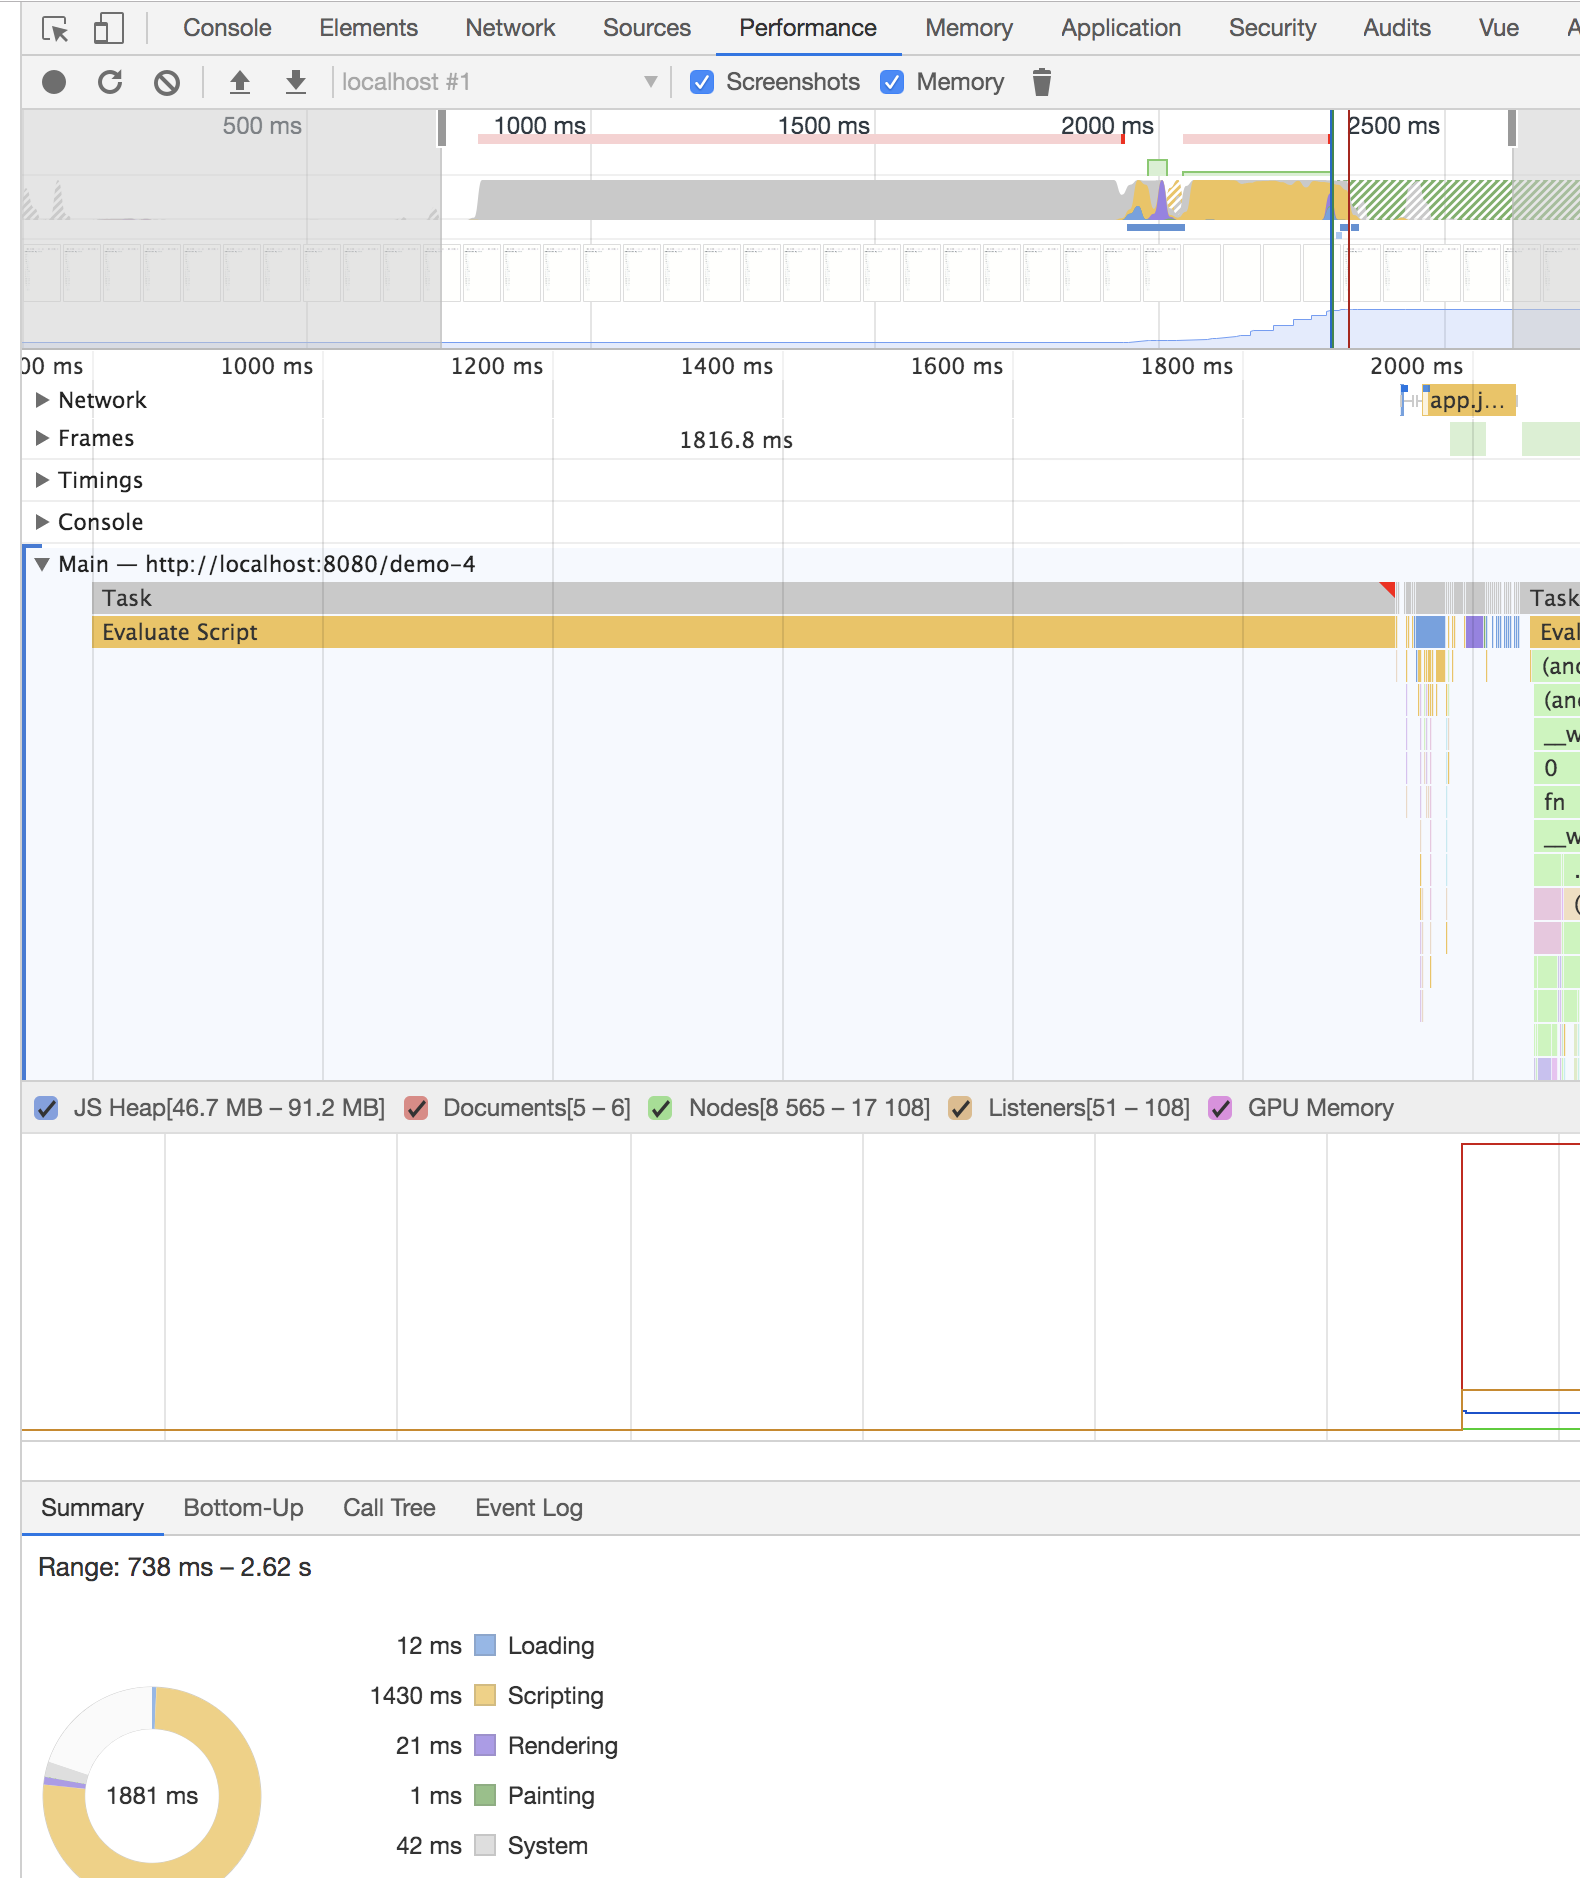 Console Elements Network Sources Performance Memory Application Security Audits Vue
localhost #1 Screenshots Memory
500 ms 1000 ms 1500 ms 2000 ms 2500 ms
00 ms 1000 ms 1200 ms 1400 ms 1600 ms 1800 ms 2000 ms
Network app.j...
Frames 1816.8 ms
Timings
Console
Main — http://localhost:8080/demo-4
Task Task
Evaluate Script Eval
(ano
(ano
__w
0
fn
__w
JS Heap[46.7 MB – 91.2 MB] Documents[5 – 6] Nodes[8 565 – 17 108] Listeners[51 – 108] GPU Memory
Summary Bottom-Up Call Tree Event Log
Range: 738 ms – 2.62 s
12 ms Loading
1430 ms Scripting
21 ms Rendering
1881 ms 1 ms Painting
42 ms System